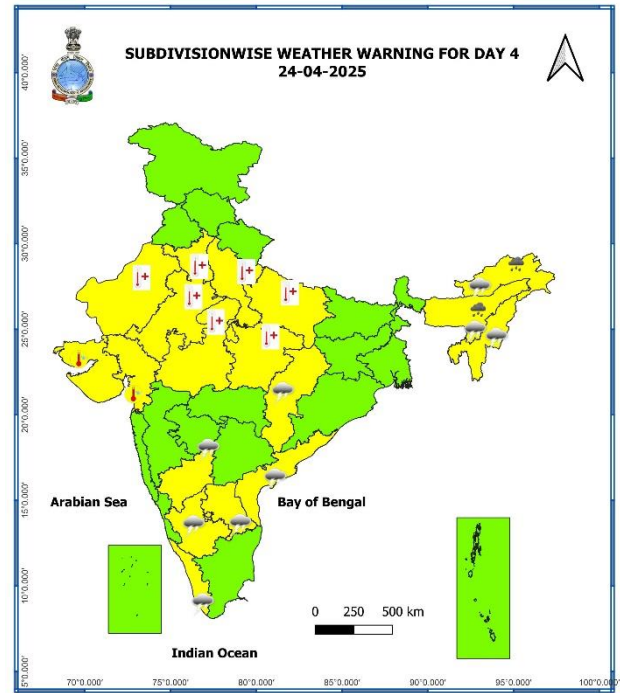 SUBDIVISIONWISE WEATHER WARNING FOR DAY 4
24-04-2025
40°0.000'
35°0.000'
30°0.000'
25°0.000'
20°0.000'
15°0.000'
10°0.000'
5°0.000'
Arabian Sea
Bay of Bengal
0 250 500 km
Indian Ocean
70°0.000' 75°0.000' 80°0.000' 85°0.000' 90°0.000' 95°0.000' 100°0.000'